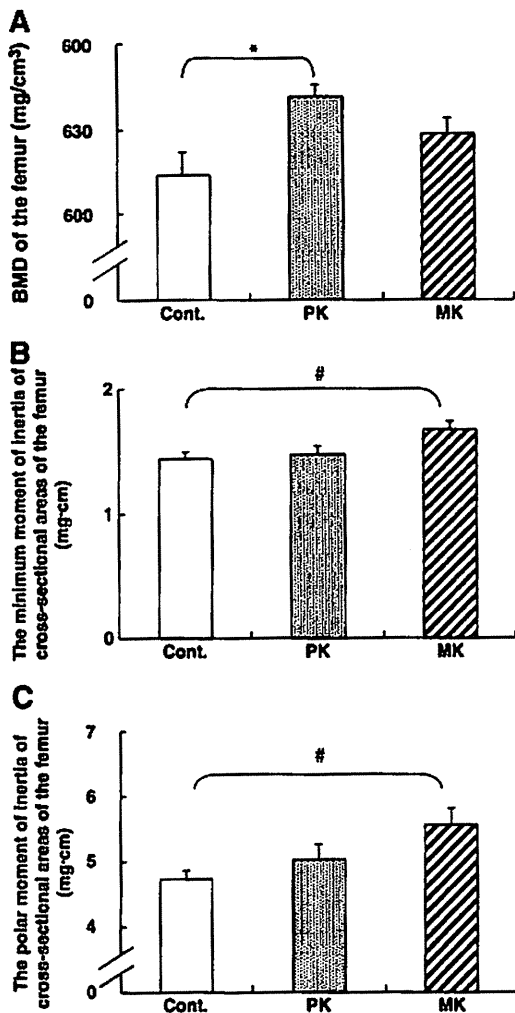 A
BMD of the femur (mg/cm³)
600
630
600
0
*
Cont.
PK
MK
B
The minimum moment of inertia of
cross-sectional areas of the femur
(mg·cm)
2
1
0
#
Cont.
PK
MK
C
The polar moment of inertia of
cross-sectional areas of the femur
(mg·cm)
7
6
5
4
0
#
Cont.
PK
MK